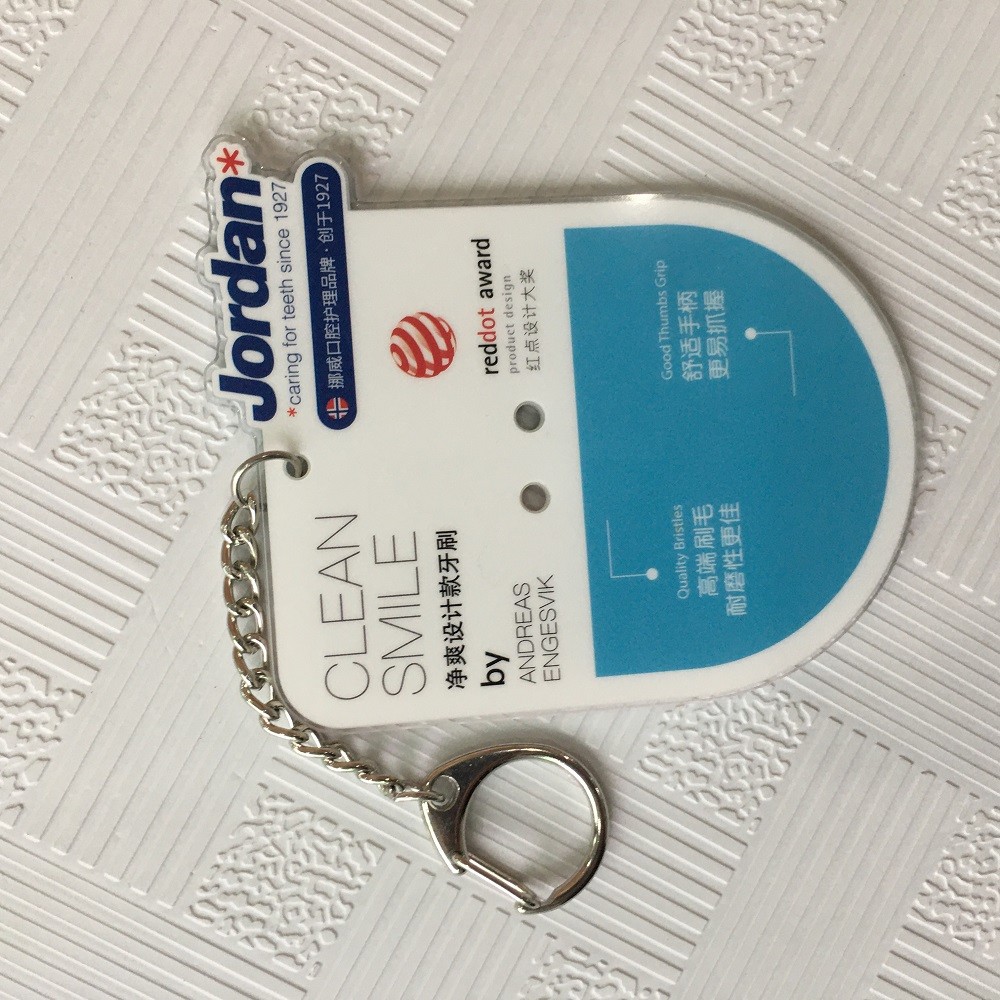 Jordan*
*caring for teeth since 1927
挪威口腔护理品牌·创于1927
CLEAN
SMILE
净爽设计款牙刷
by
ANDREAS
ENGESVIK
reddot award
product design
红点设计大奖
Quality Bristles
高端刷毛
耐磨性更佳
Good Thumbs Grip
舒适手柄
更易抓握